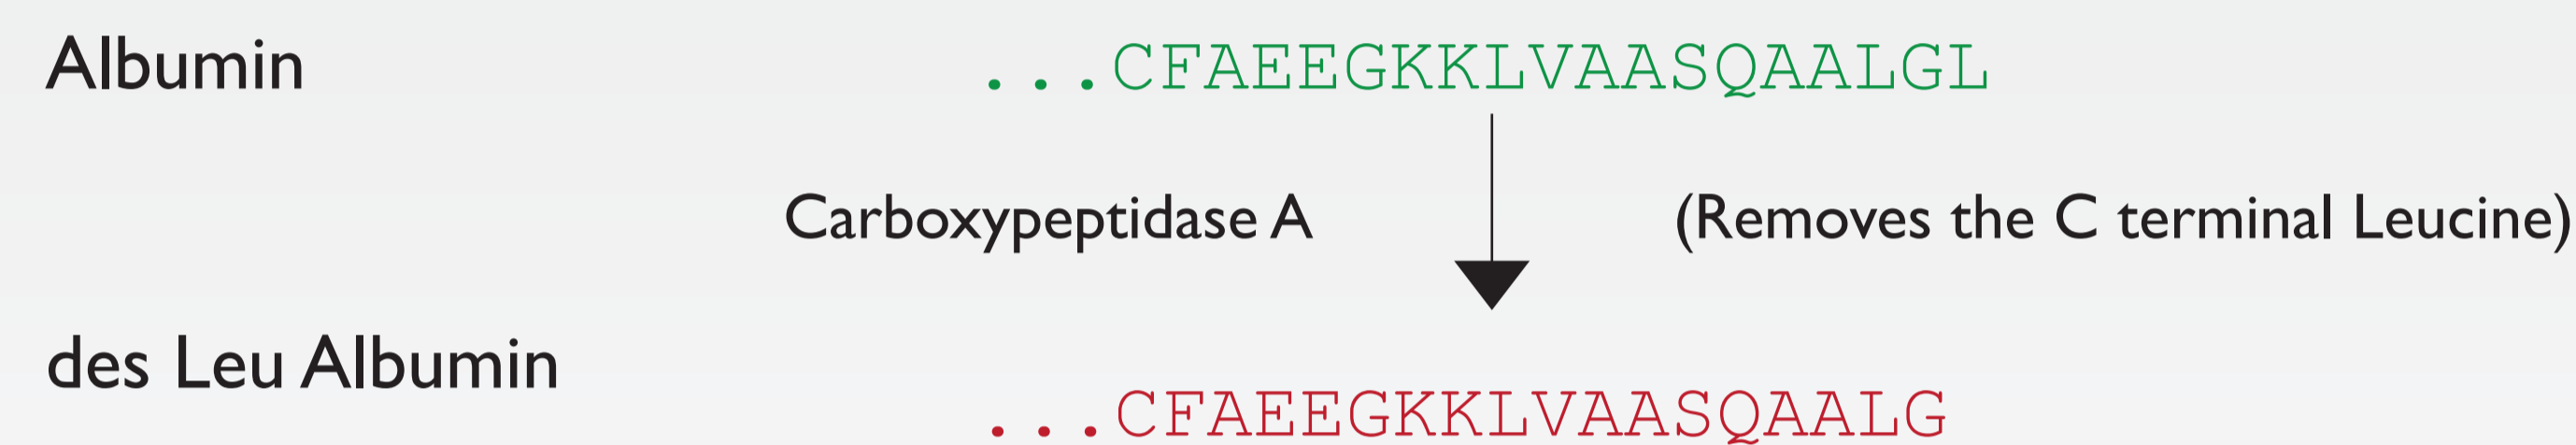 Albumin ...CFAEEGKKLVAASQAALGL
Carboxypeptidase A (Removes the C terminal Leucine)
des Leu Albumin
...CFAEEGKKLVAASQAALG